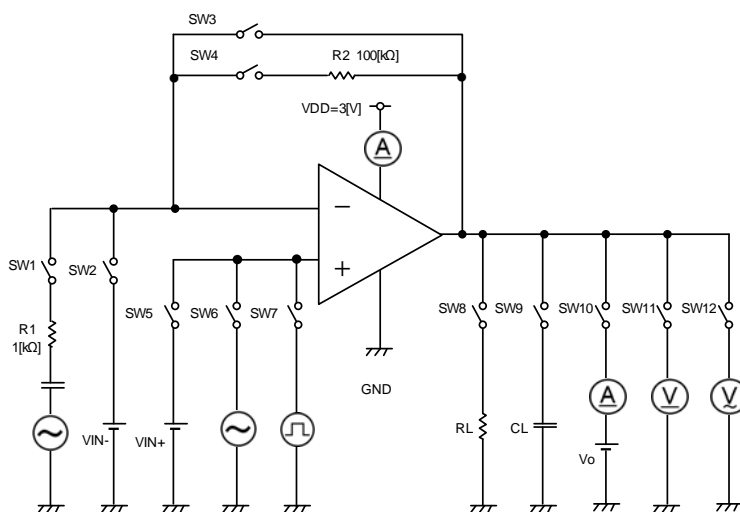 SW3
SW4
R2 100[kΩ]
VDD=3[V]
A
−
+
SW1
SW2
SW5
SW6
SW7
SW8
SW9
SW10
SW11
SW12
R1
1[kΩ]
GND
A
V
V
~
VIN-
VIN+
~
~
RL
CL
Vo